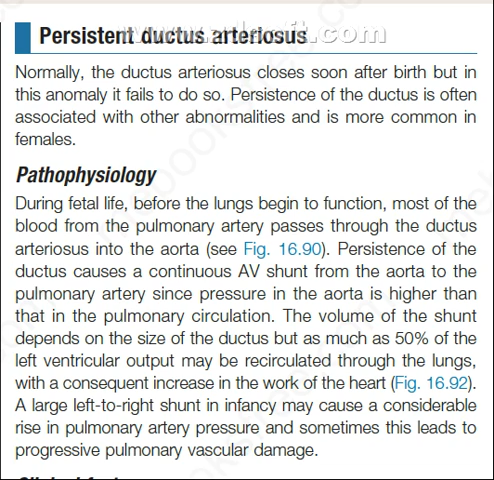 Persistent ductus arteriosus
Normally, the ductus arteriosus closes soon after birth but in
this anomaly it fails to do so. Persistence of the ductus is often
associated with other abnormalities and is more common in
females.
Pathophysiology
During fetal life, before the lungs begin to function, most of the
blood from the pulmonary artery passes through the ductus
arteriosus into the aorta (see Fig. 16.90). Persistence of the
ductus causes a continuous AV shunt from the aorta to the
pulmonary artery since pressure in the aorta is higher than
that in the pulmonary circulation. The volume of the shunt
depends on the size of the ductus but as much as 50% of the
left ventricular output may be recirculated through the lungs,
with a consequent increase in the work of the heart (Fig. 16.92).
A large left-to-right shunt in infancy may cause a considerable
rise in pulmonary artery pressure and sometimes this leads to
progressive pulmonary vascular damage.